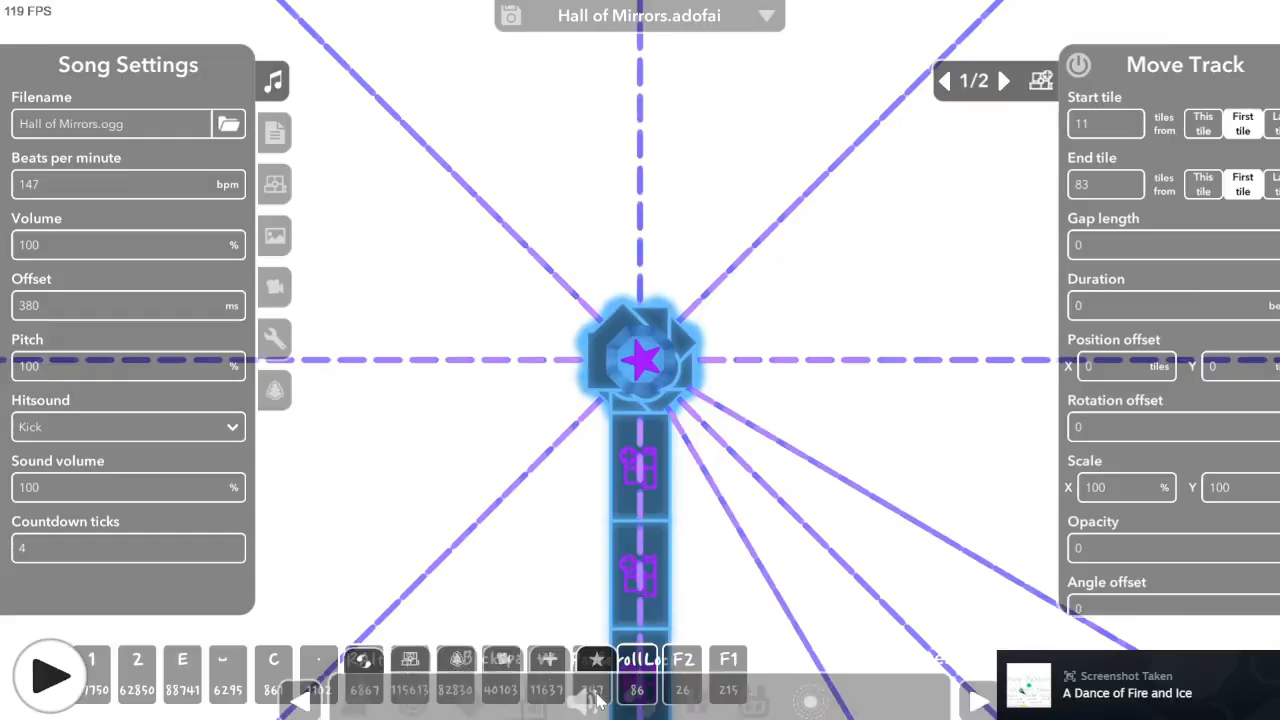 119 FPS
Hall of Mirrors.adofai
Song Settings
Filename
Hall of Mirrors.ogg
Beats per minute
147 bpm
Volume
100 %
Offset
380 ms
Pitch
100 %
Hitsound
Kick
Sound volume
100 %
Countdown ticks
4
1/2
Move Track
Start tile
11 tiles from This tile First tile
End tile
83 tiles from This tile First tile
Gap length
0
Duration
0
Position offset
X 0 tiles Y 0
Rotation offset
0
Scale
X 100 % Y 100
Opacity
0
Angle offset
0
1 2 E C F2 F1
62850 88741 6295 6867 115613 82830 40103 11637 347 86 26 215
Screenshot Taken
A Dance of Fire and Ice